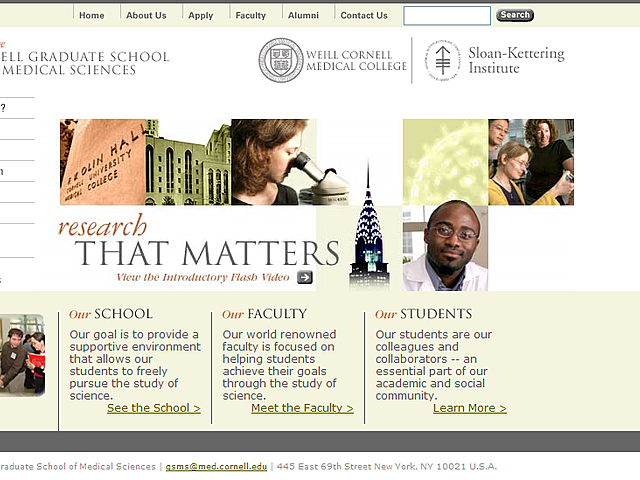 Home
About Us
Apply
Faculty
Alumni
Contact Us
Search
ELL GRADUATE SCHOOL
MEDICAL SCIENCES
WEILL CORNELL
MEDICAL COLLEGE
Sloan-Kettering
Institute
?
OLIN HALL
CORNELL UNIVERSITY
MEDICAL COLLEGE
research
THAT MATTERS
View the Introductory Flash Video
Our SCHOOL
Our goal is to provide a
supportive environment
that allows our
students to freely
pursue the study of
science.
See the School >
Our FACULTY
Our world renowned
faculty is focused on
helping students
achieve their goals
through the study of
science.
Meet the Faculty >
Our STUDENTS
Our students are our
colleagues and
collaborators -- an
essential part of our
academic and social
community.
Learn More >
raduate School of Medical Sciences | gsms@med.cornell.edu | 445 East 69th Street New York, NY 10021 U.S.A.